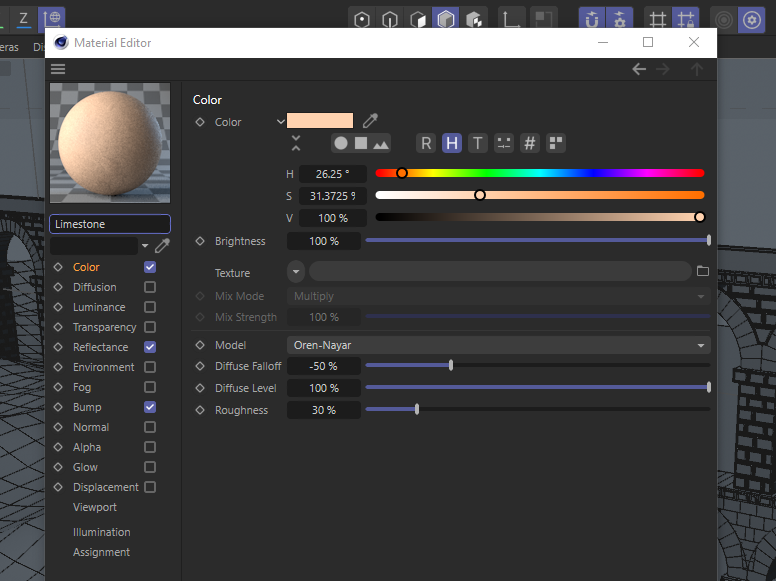 Z
eras
Dis
Material Editor
Color
Color
R H T #
H 26.25 °
S 31.3725 %
V 100 %
Limestone
Brightness 100 %
Texture
Mix Mode Multiply
Mix Strength 100 %
Model Oren-Nayar
Diffuse Falloff -50 %
Diffuse Level 100 %
Roughness 30 %
Color
Diffusion
Luminance
Transparency
Reflectance
Environment
Fog
Bump
Normal
Alpha
Glow
Displacement
Viewport
Illumination
Assignment